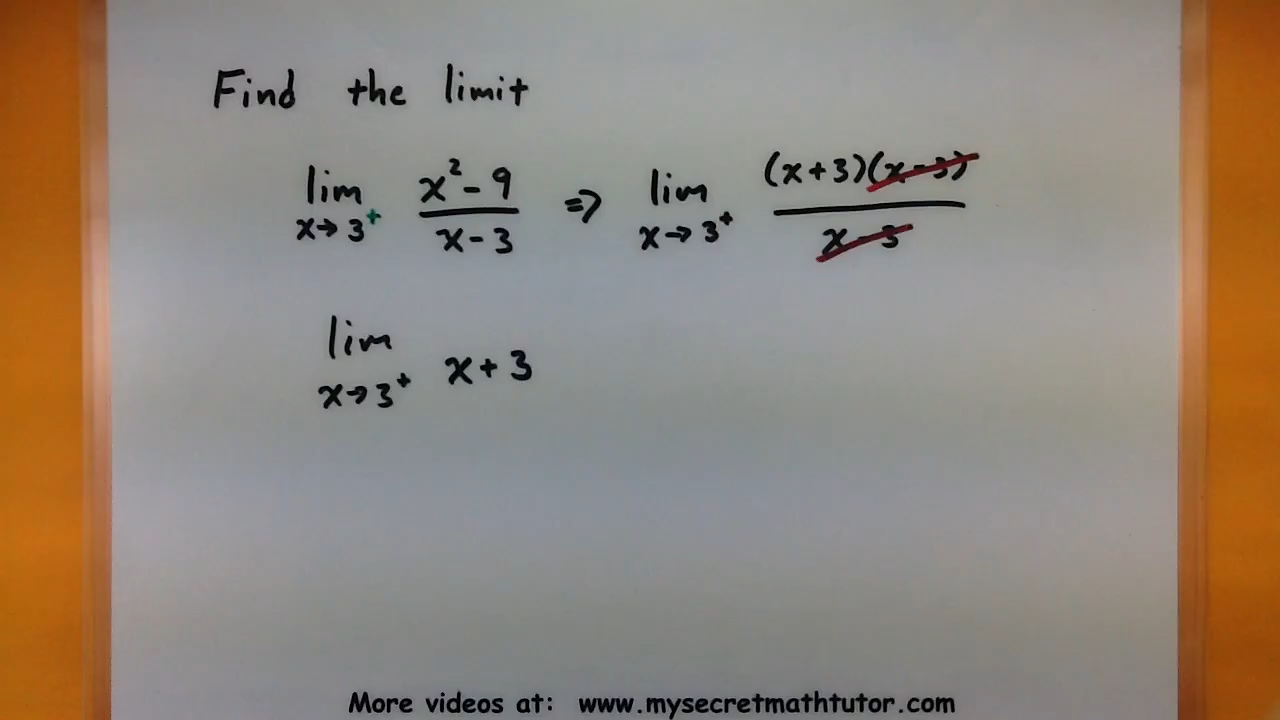 Find the limit
lim x→3⁺ (x² - 9)/(x - 3) ⇒ lim x→3⁺ ((x + 3)(x - 3))/(x - 3)
lim x→3⁺ x + 3
More videos at: www.mysecretmathtutor.com